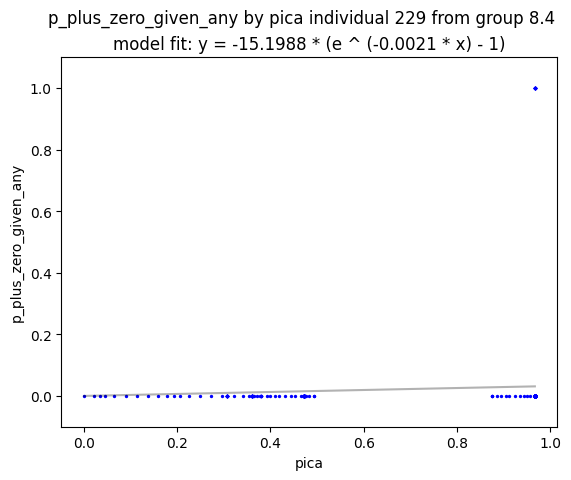 p_plus_zero_given_any by pica individual 229 from group 8.4
model fit: y = -15.1988 * (e ^ (-0.0021 * x) - 1)
1.0
0.8
0.6
0.4
0.2
0.0
p_plus_zero_given_any
0.0 0.2 0.4 0.6 0.8 1.0
pica